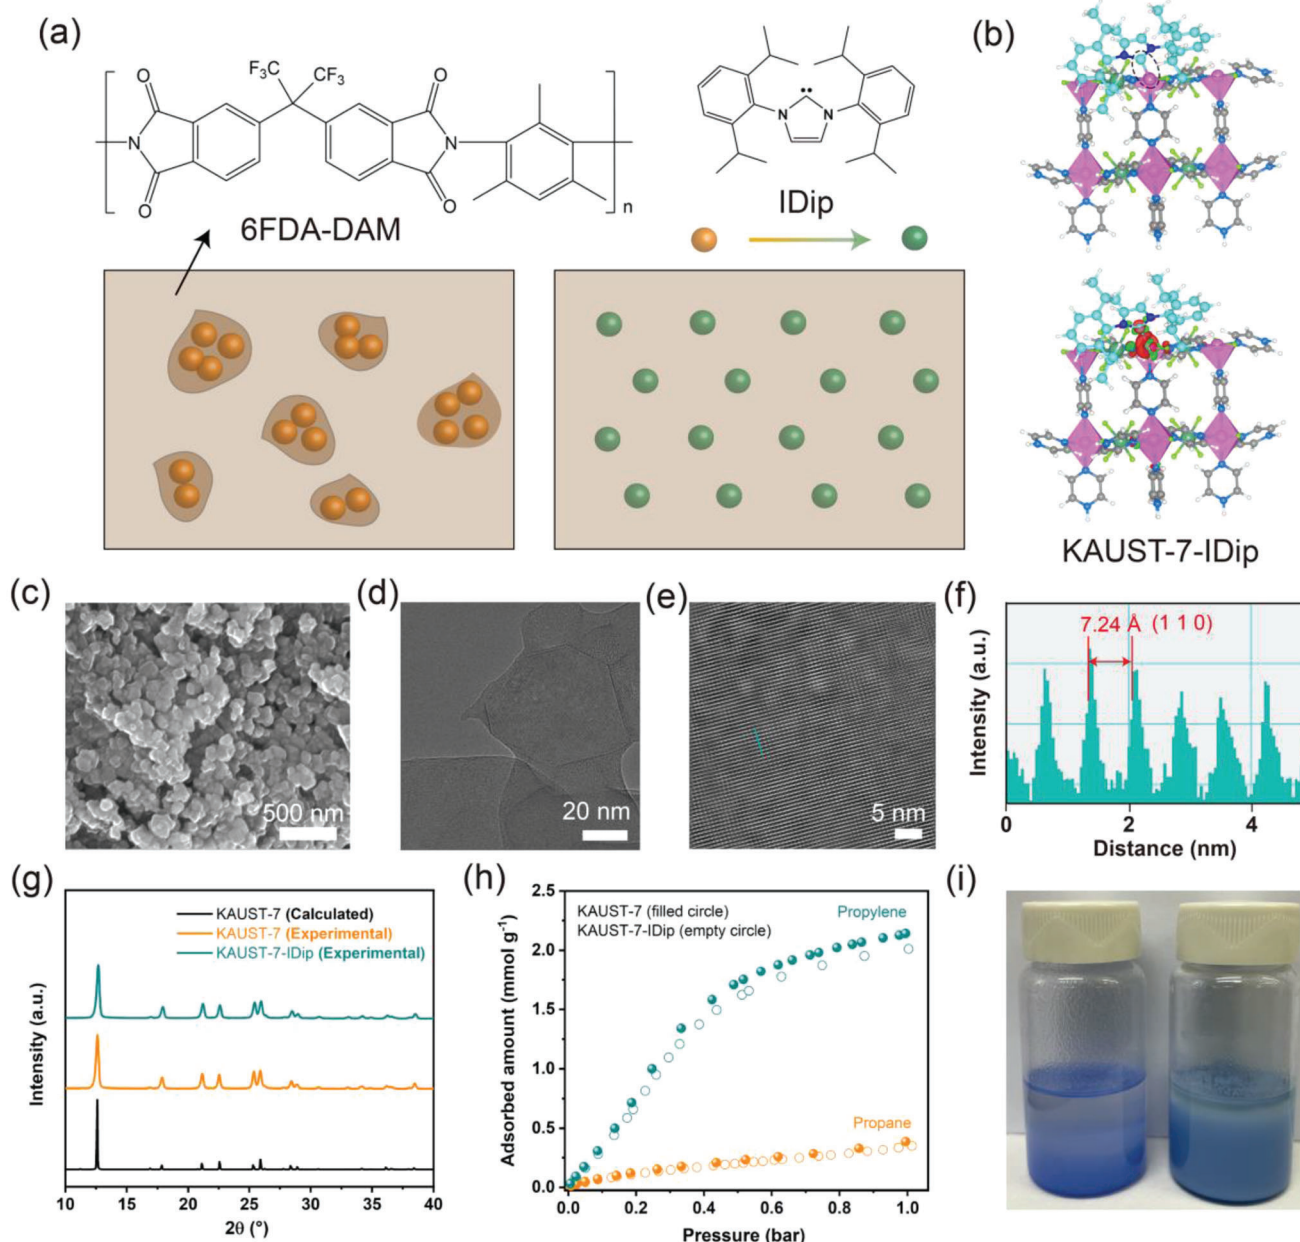 (a)
F₃C
CF₃
O
O
N
N
O
O
n
6FDA-DAM
N
N
IDip
(b)
KAUST-7-IDip
(c)
500 nm
(d)
20 nm
(e)
5 nm
(f)
7.24 Å (1 1 0)
Intensity (a.u.)
0 2 4
Distance (nm)
(g)
KAUST-7 (Calculated)
KAUST-7 (Experimental)
KAUST-7-IDip (Experimental)
Intensity (a.u.)
10 15 20 25 30 35 40
2θ (°)
(h)
KAUST-7 (filled circle)
KAUST-7-IDip (empty circle)
Propylene
Propane
Adsorbed amount (mmol g⁻¹)
2.5
2.0
1.5
1.0
0.5
0.0
0.0 0.2 0.4 0.6 0.8 1.0
Pressure (bar)
(i)